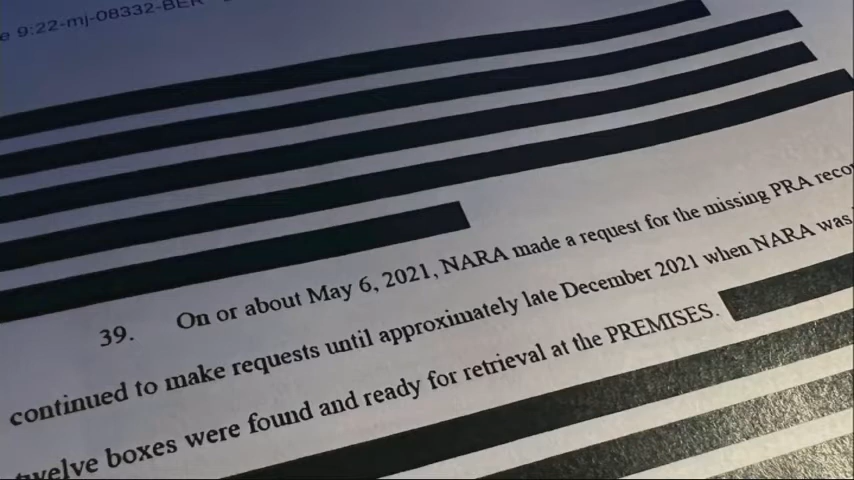 e 9:22-mj-08332-BER
39. On or about May 6, 2021, NARA made a request for the missing PRA reco
continued to make requests until approximately late December 2021 when NARA was
twelve boxes were found and ready for retrieval at the PREMISES.